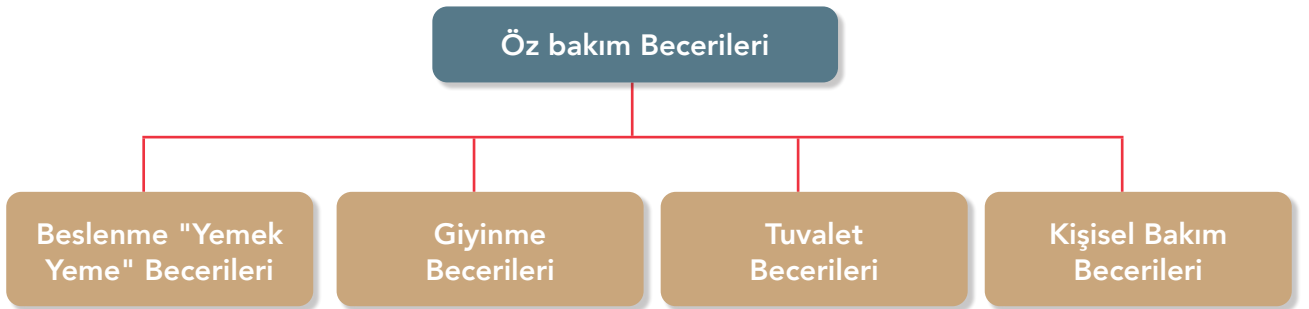 Öz bakım Becerileri
Beslenme "Yemek
Yeme" Becerileri
Giyinme
Becerileri
Tuvalet
Becerileri
Kişisel Bakım
Becerileri